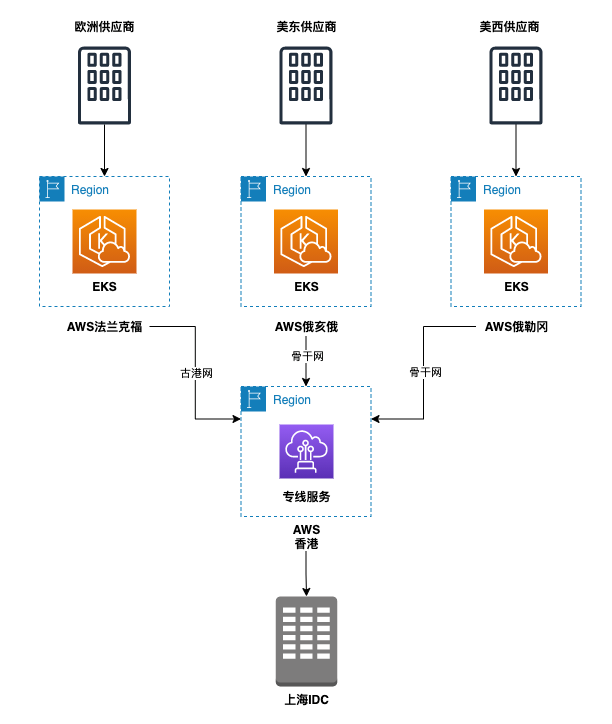 欧洲供应商
美东供应商
美西供应商
Region
Region
Region
EKS
EKS
EKS
AWS法兰克福
AWS俄亥俄
AWS俄勒冈
古港网
骨干网
骨干网
Region
专线服务
AWS
香港
上海IDC